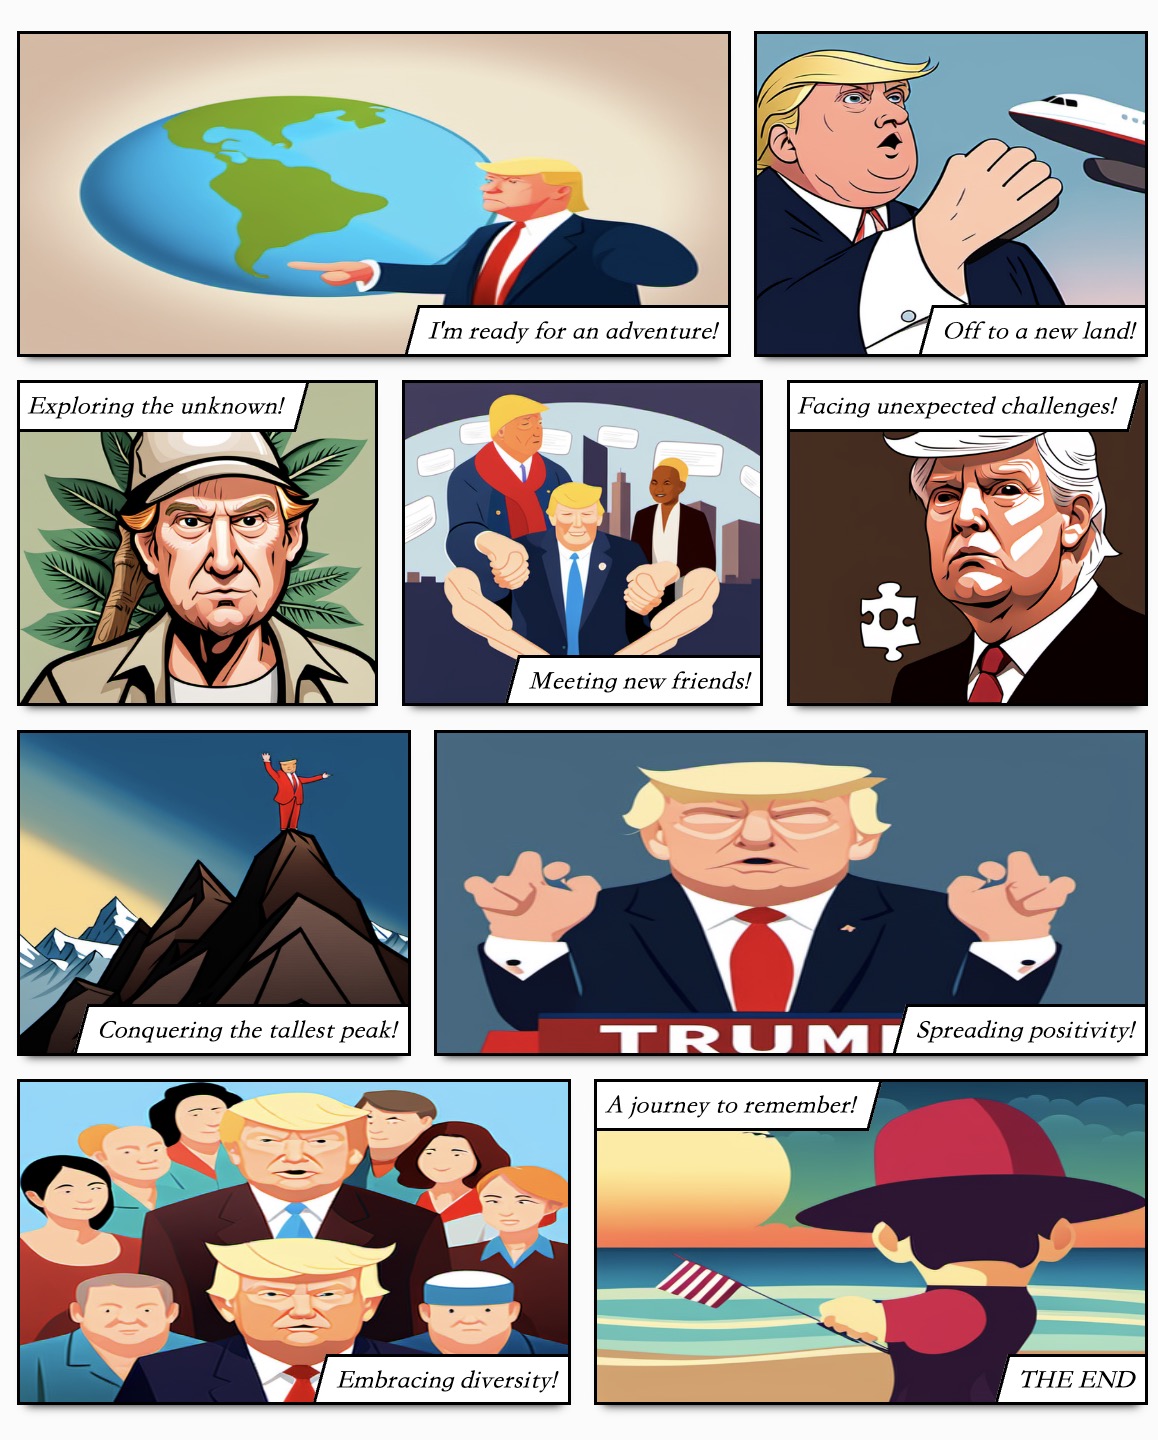 I'm ready for an adventure!
Off to a new land!
Exploring the unknown!
Meeting new friends!
Facing unexpected challenges!
Conquering the tallest peak!
TRUM
Spreading positivity!
Embracing diversity!
A journey to remember!
THE END